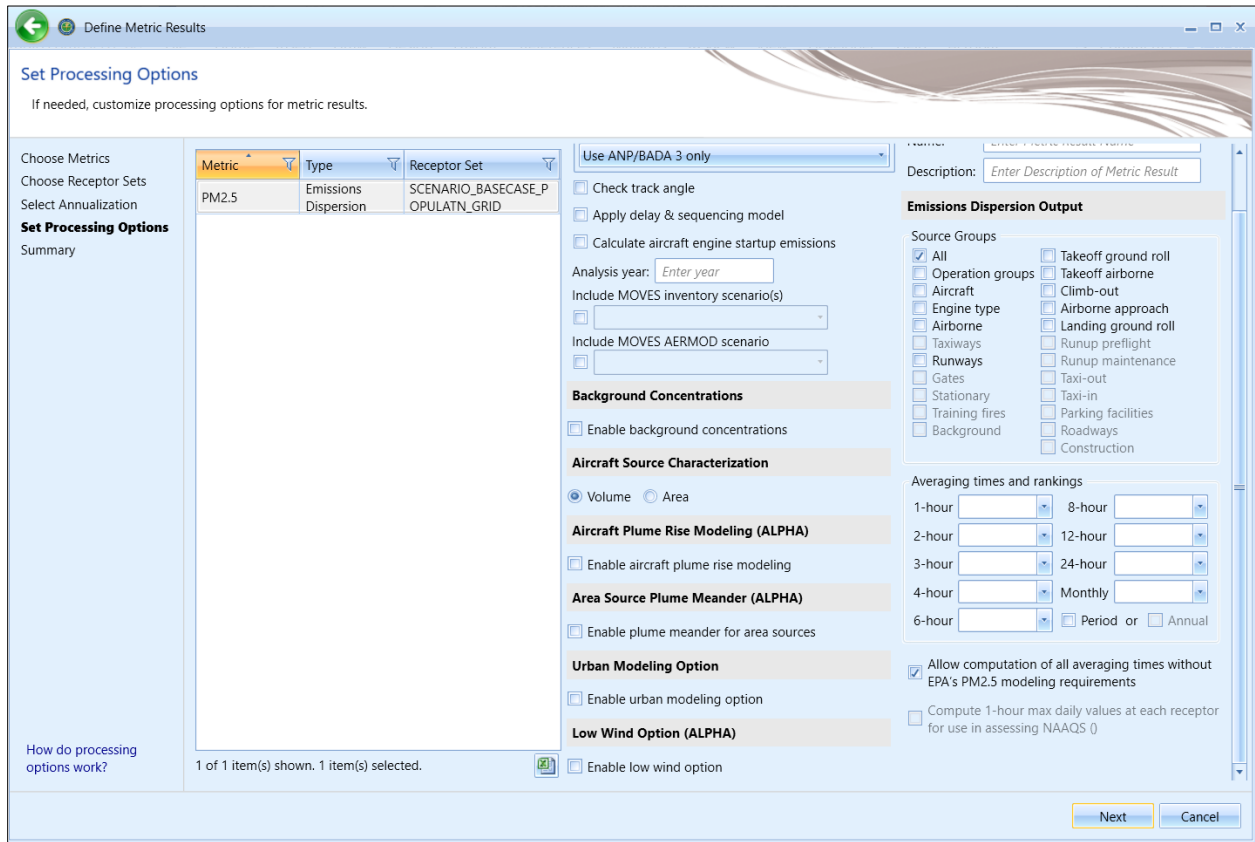 Define Metric Results
Set Processing Options
If needed, customize processing options for metric results.
Choose Metrics
Choose Receptor Sets
Select Annualization
Set Processing Options
Summary
How do processing
options work?
Metric Type Receptor Set
PM2.5 Emissions Dispersion SCENARIO_BASECASE_POPULATN_GRID
1 of 1 item(s) shown. 1 item(s) selected.
Use ANP/BADA 3 only
Check track angle
Apply delay & sequencing model
Calculate aircraft engine startup emissions
Analysis year: Enter year
Include MOVES inventory scenario(s)
Include MOVES AERMOD scenario
Background Concentrations
Enable background concentrations
Aircraft Source Characterization
Volume Area
Aircraft Plume Rise Modeling (ALPHA)
Enable aircraft plume rise modeling
Area Source Plume Meander (ALPHA)
Enable plume meander for area sources
Urban Modeling Option
Enable urban modeling option
Low Wind Option (ALPHA)
Enable low wind option
Name: Enter Metric Result Name
Description: Enter Description of Metric Result
Emissions Dispersion Output
Source Groups
All Takeoff ground roll
Operation groups Takeoff airborne
Aircraft Climb-out
Engine type Airborne approach
Airborne Landing ground roll
Taxiways Runup preflight
Runways Runup maintenance
Gates Taxi-out
Stationary Taxi-in
Training fires Parking facilities
Background Roadways
Construction
Averaging times and rankings
1-hour 8-hour
2-hour 12-hour
3-hour 24-hour
4-hour Monthly
6-hour Period or Annual
Allow computation of all averaging times without
EPA's PM2.5 modeling requirements
Compute 1-hour max daily values at each receptor
for use in assessing NAAQS ()
Next Cancel